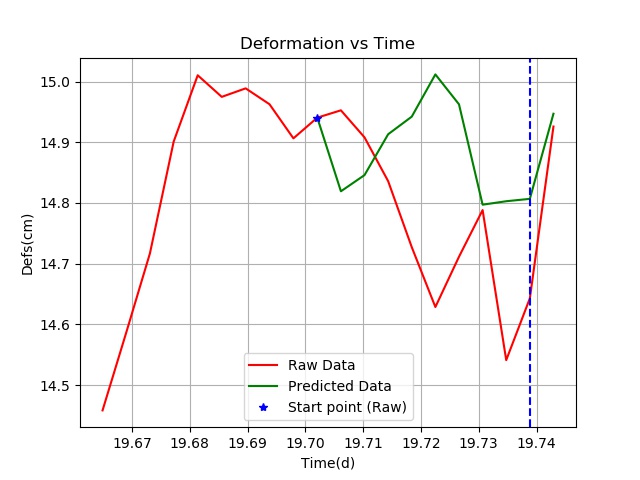 Deformation vs Time
Defs(cm)
15.0
14.9
14.8
14.7
14.6
14.5
Raw Data
Predicted Data
Start point (Raw)
19.67 19.68 19.69 19.70 19.71 19.72 19.73 19.74
Time(d)